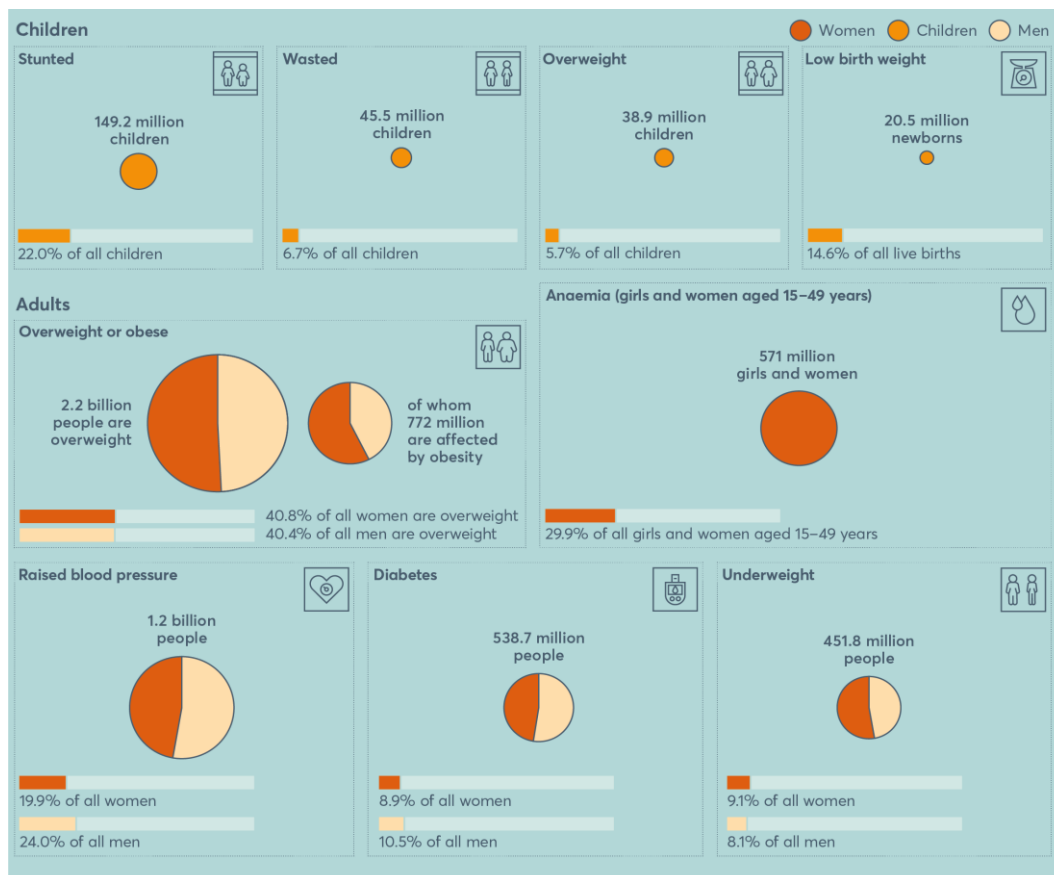 Children
Women
Children
Men
Stunted
149.2 million
children
22.0% of all children
Wasted
45.5 million
children
6.7% of all children
Overweight
38.9 million
children
5.7% of all children
Low birth weight
20.5 million
newborns
14.6% of all live births
Adults
Overweight or obese
2.2 billion
people are
overweight
of whom
772 million
are affected
by obesity
40.8% of all women are overweight
40.4% of all men are overweight
Anaemia (girls and women aged 15–49 years)
571 million
girls and women
29.9% of all girls and women aged 15–49 years
Raised blood pressure
1.2 billion
people
19.9% of all women
24.0% of all men
Diabetes
538.7 million
people
8.9% of all women
10.5% of all men
Underweight
451.8 million
people
9.1% of all women
8.1% of all men